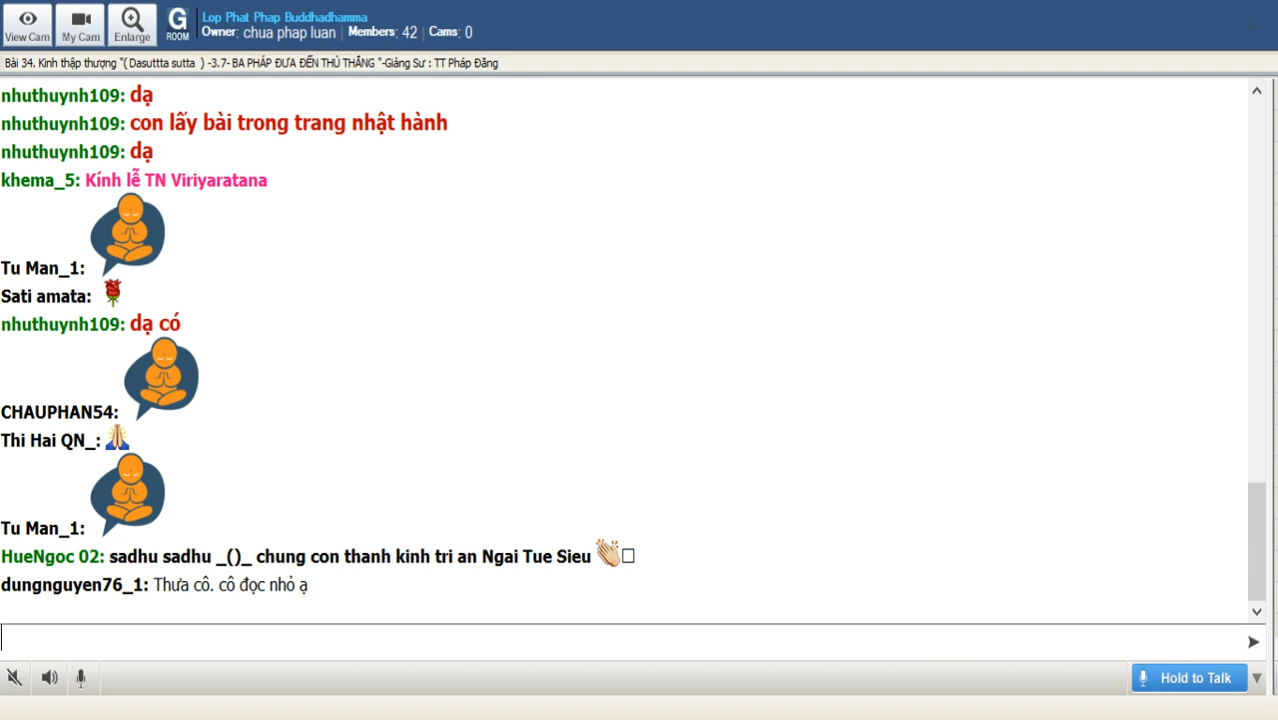 Lop Phat Phap Buddhadhamma
Owner: chua phap luan | Members: 42 | Cams: 0
View Cam
My Cam
Enlarge
G
ROOM
Bài 34. Kinh thập thượng "(Dasuttta sutta ) -3.7- BA PHÁP ĐƯA ĐẾN THÙ THẮNG "-Giảng Sư : TT Pháp Đăng
nhuthuynh109: dạ
nhuthuynh109: con lấy bài trong trang nhật hành
nhuthuynh109: dạ
khema_5: Kính lễ TN Viriyaratana
Tu Man_1:
Sati amata:
nhuthuynh109: dạ có
CHAUPHAN54:
Thi Hai QN_:
Tu Man_1:
HueNgoc 02: sadhu sadhu _()_ chung con thanh kinh tri an Ngai Tue Sieu
dungnguyen76_1: Thưa cô. cô đọc nhỏ ạ
Hold to Talk